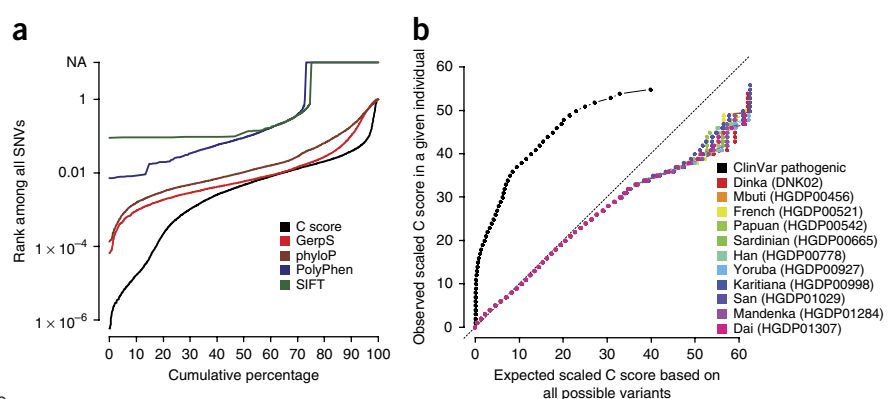 a
Rank among all SNVs
NA
1
0.01
1 × 10⁻⁴
1 × 10⁻⁶
C score
GerpS
phyloP
PolyPhen
SIFT
0 10 20 30 40 50 60 70 80 90 100
Cumulative percentage
b
Observed scaled C score in a given individual
60
50
40
30
20
10
0
ClinVar pathogenic
Dinka (DNK02)
Mbuti (HGDP00456)
French (HGDP00521)
Papuan (HGDP00542)
Sardinian (HGDP00665)
Han (HGDP00778)
Yoruba (HGDP00927)
Karitiana (HGDP00998)
San (HGDP01029)
Mandenka (HGDP01284)
Dai (HGDP01307)
0 10 20 30 40 50 60
Expected scaled C score based on
all possible variants